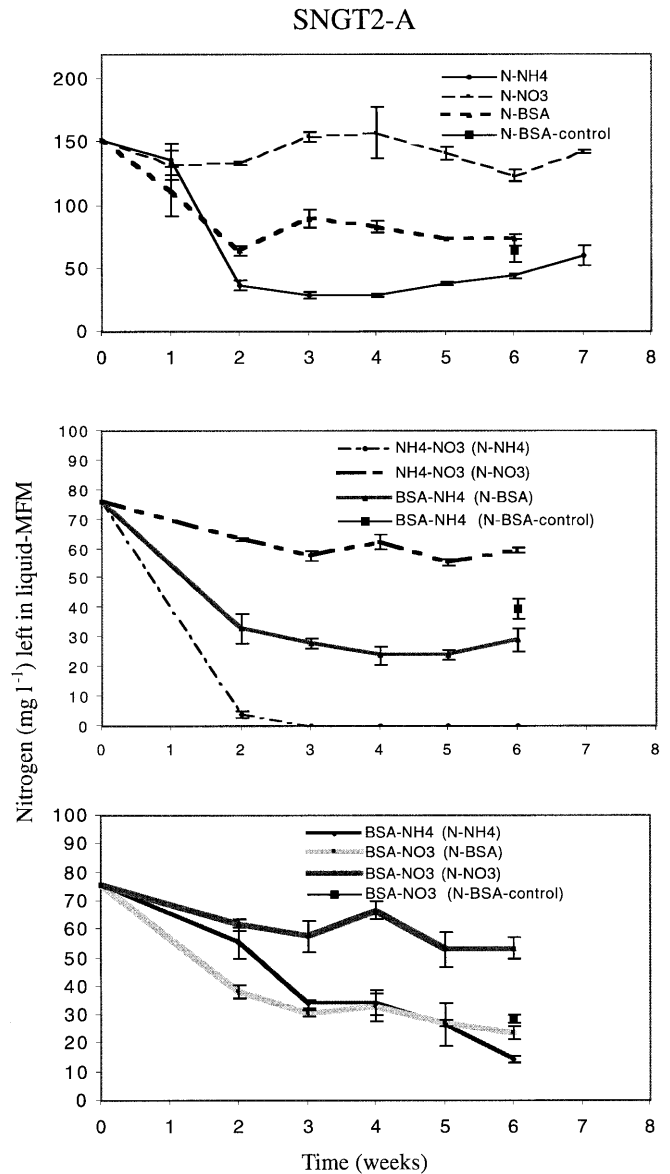 SNGT2-A
200
150
100
50
0
N-NH4
N-NO3
N-BSA
N-BSA-control
0 1 2 3 4 5 6 7 8
Nitrogen (mg l⁻¹) left in liquid-MFM
100
90
80
70
60
50
40
30
20
10
0
NH4-NO3 (N-NH4)
NH4-NO3 (N-NO3)
BSA-NH4 (N-BSA)
BSA-NH4 (N-BSA-control)
0 1 2 3 4 5 6 7 8
100
90
80
70
60
50
40
30
20
10
0
BSA-NH4 (N-NH4)
BSA-NO3 (N-BSA)
BSA-NO3 (N-NO3)
BSA-NO3 (N-BSA-control)
0 1 2 3 4 5 6 7 8
Time (weeks)